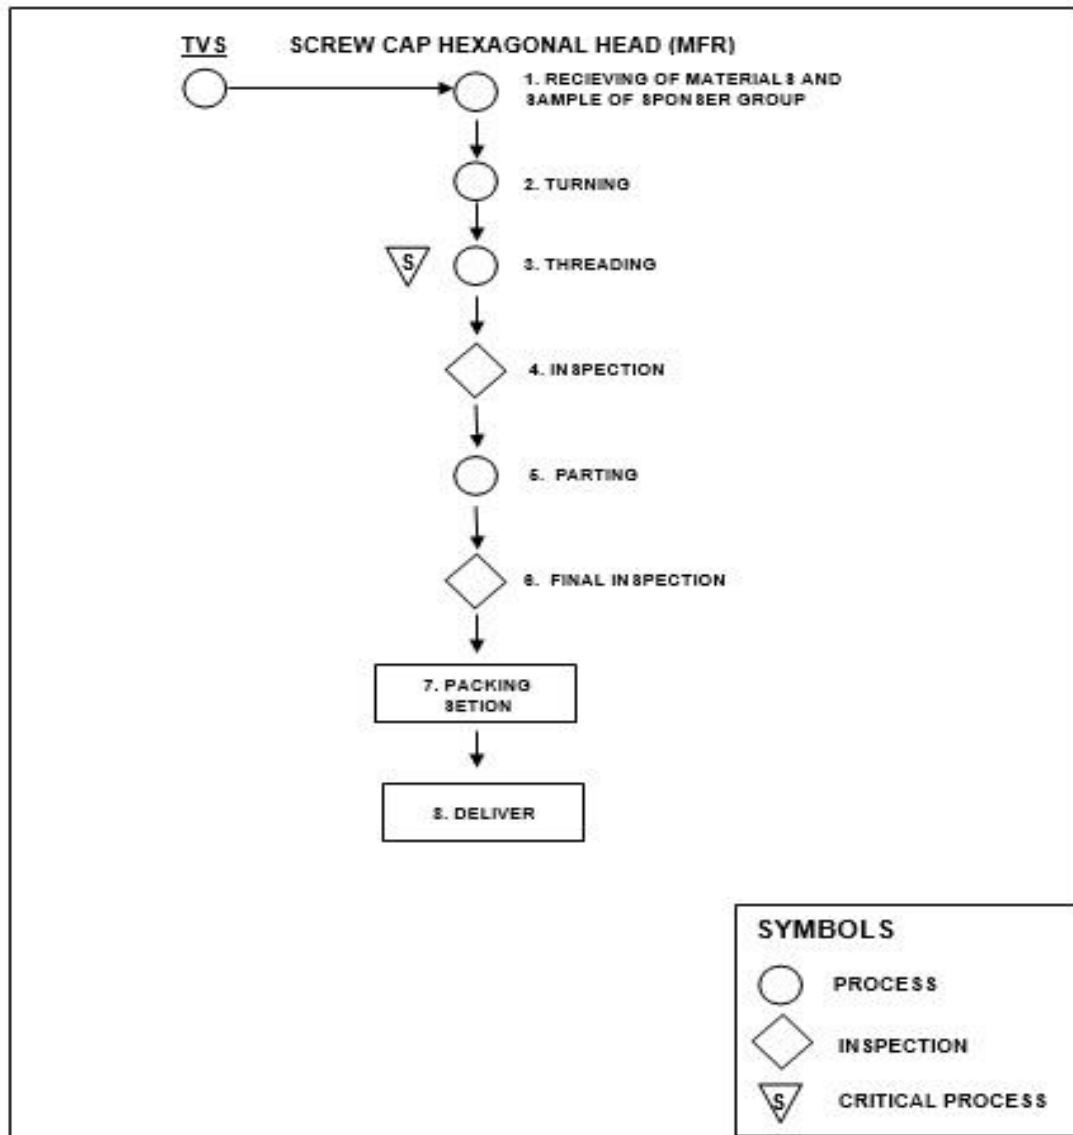 TVS SCREW CAP HEXAGONAL HEAD (MFR)
1. RECIEVING OF MATERIALS AND
SAMPLE OF SPONSER GROUP
2. TURNING
S
3. THREADING
4. INSPECTION
5. PARTING
6. FINAL INSPECTION
7. PACKING
SETION
8. DELIVER
SYMBOLS
PROCESS
INSPECTION
S CRITICAL PROCESS